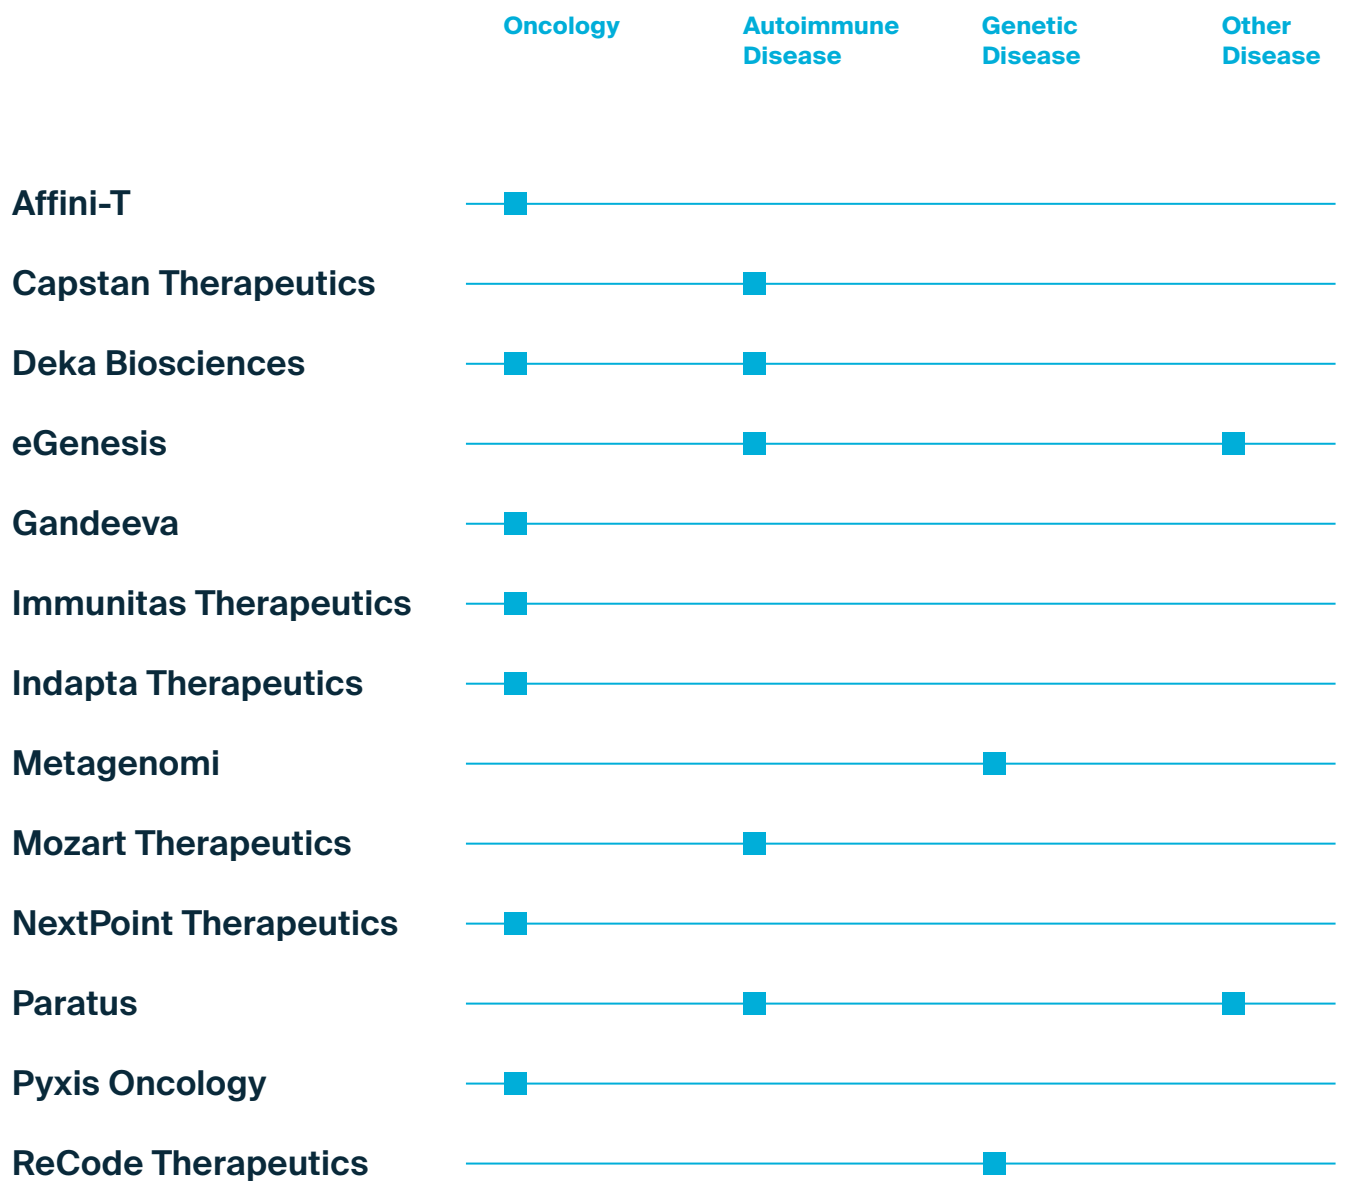 Oncology
Autoimmune
Disease
Genetic
Disease
Other
Disease
Affini-T
Capstan Therapeutics
Deka Biosciences
eGenesis
Gandeeva
Immunitas Therapeutics
Indapta Therapeutics
Metagenomi
Mozart Therapeutics
NextPoint Therapeutics
Paratus
Pyxis Oncology
ReCode Therapeutics